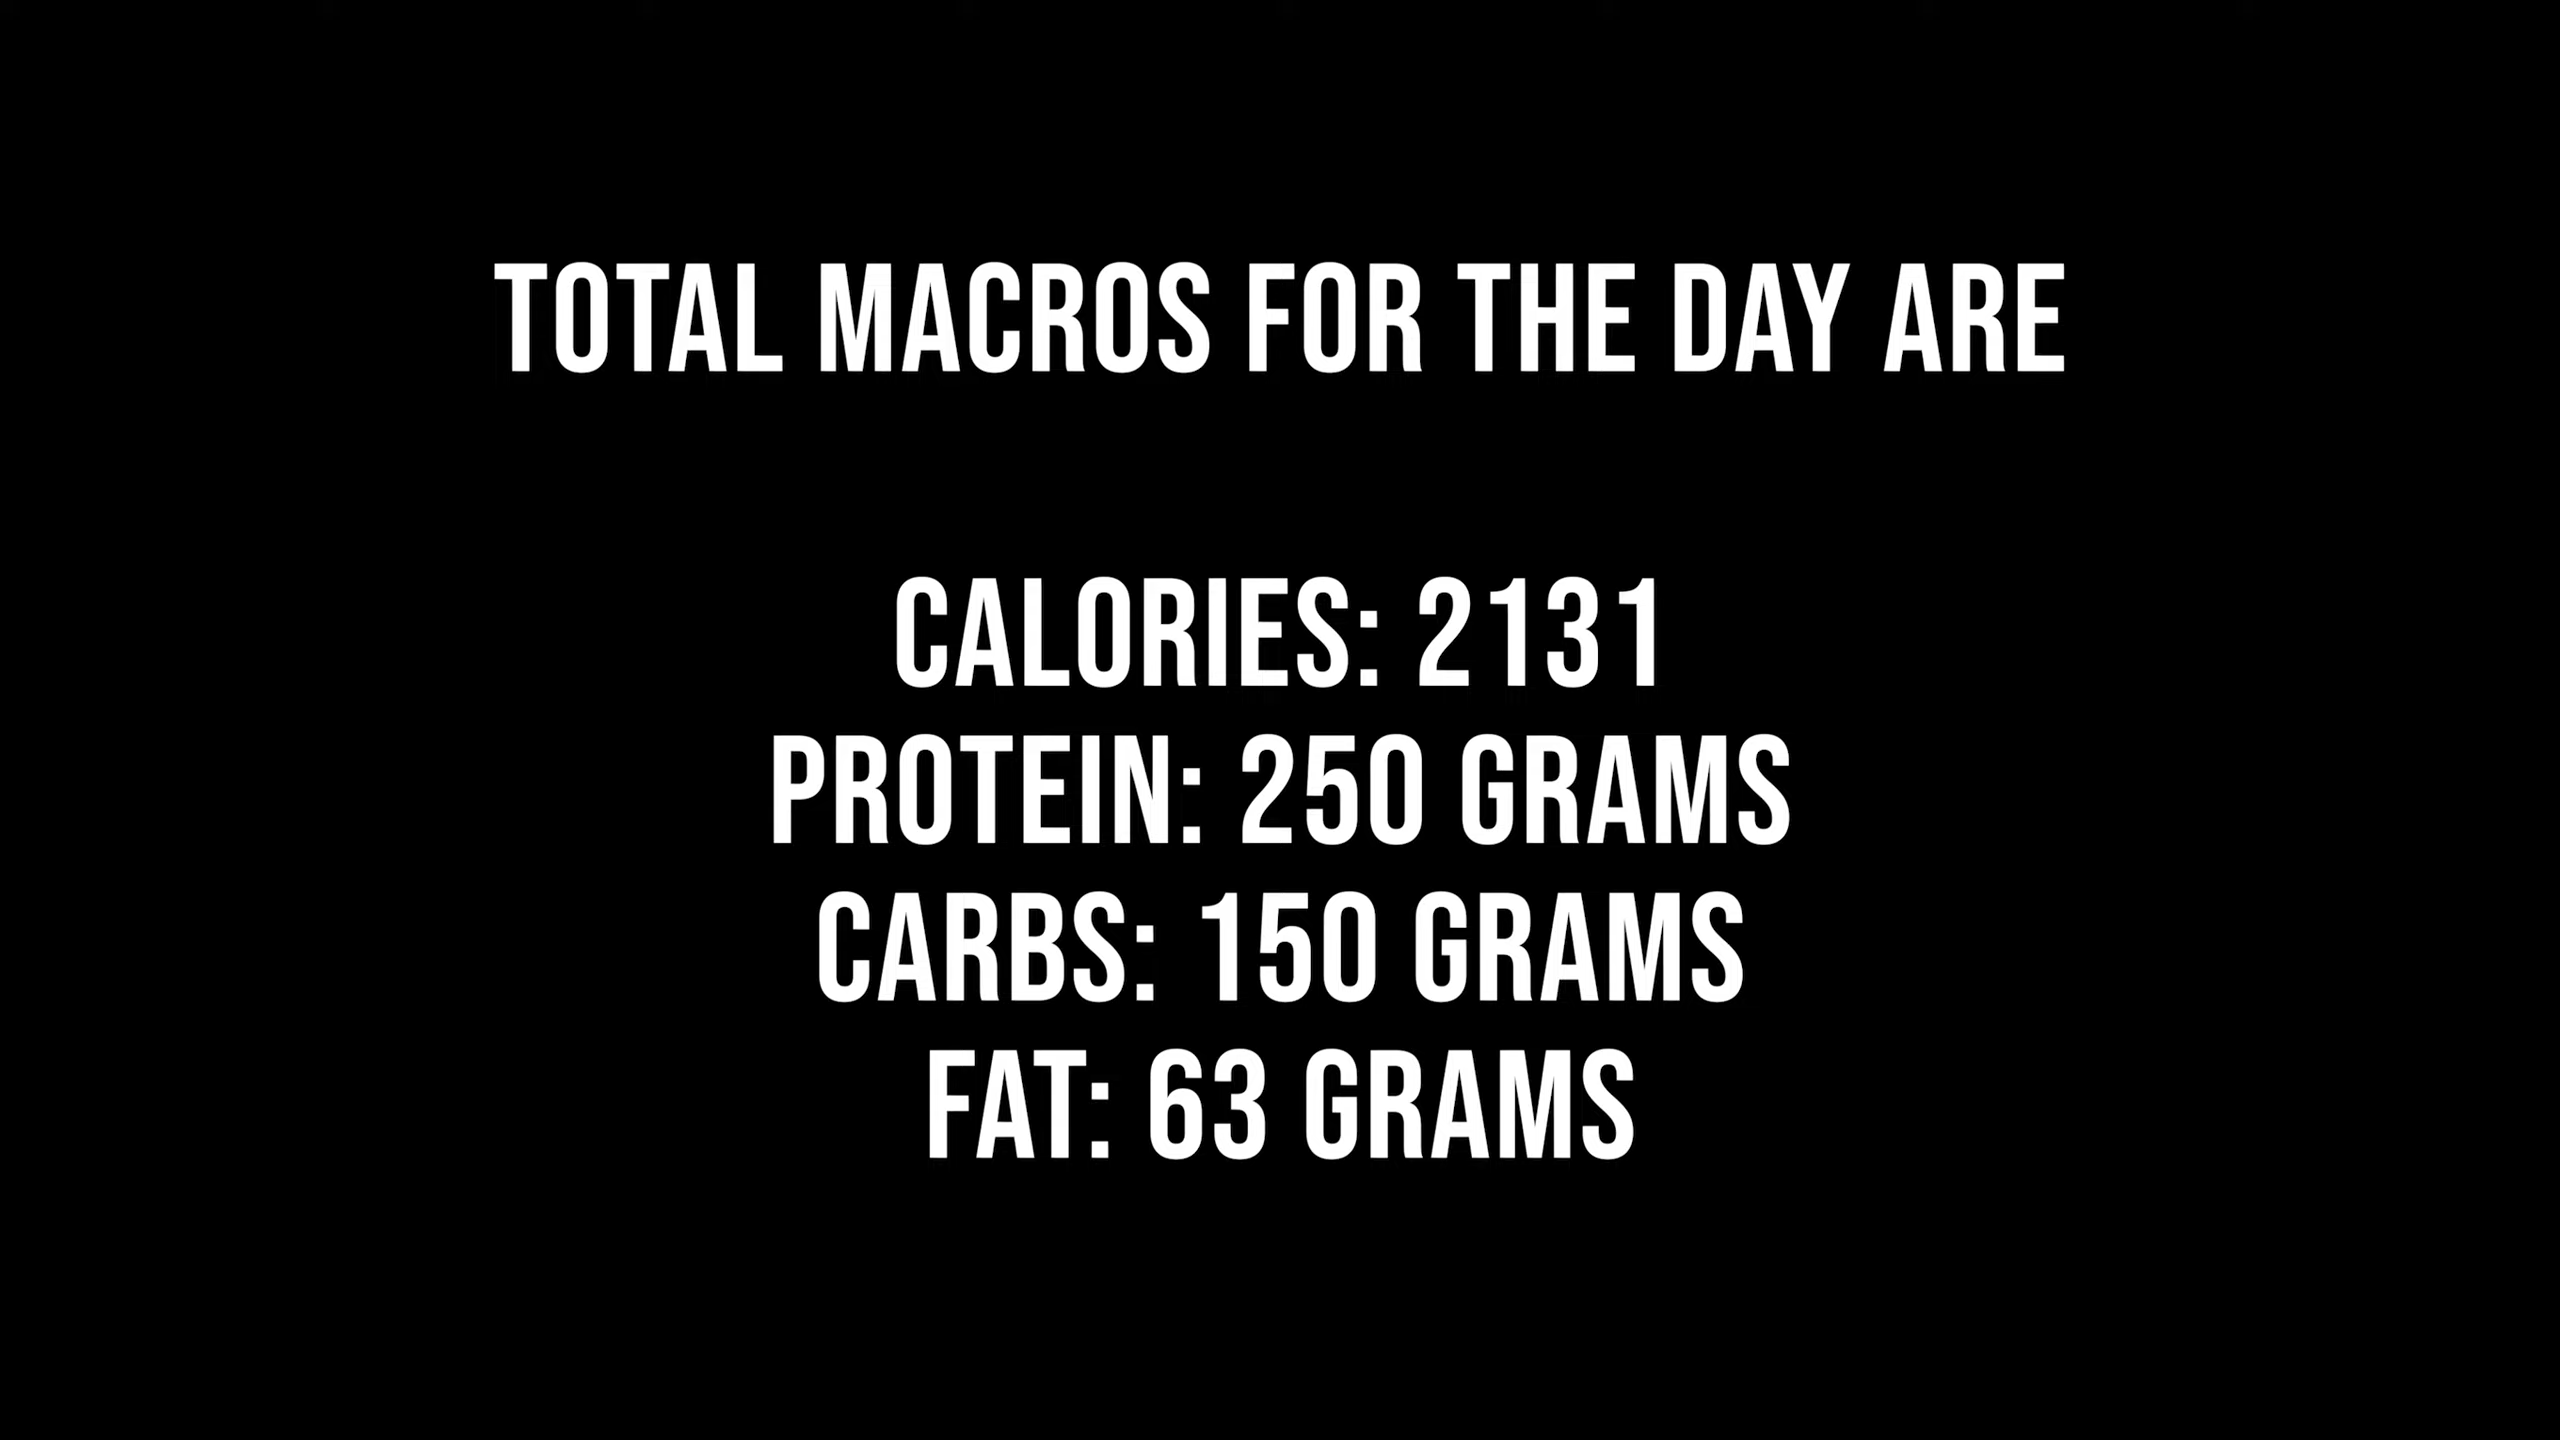 TOTAL MACROS FOR THE DAY ARE
CALORIES: 2131
PROTEIN: 250 GRAMS
CARBS: 150 GRAMS
FAT: 63 GRAMS